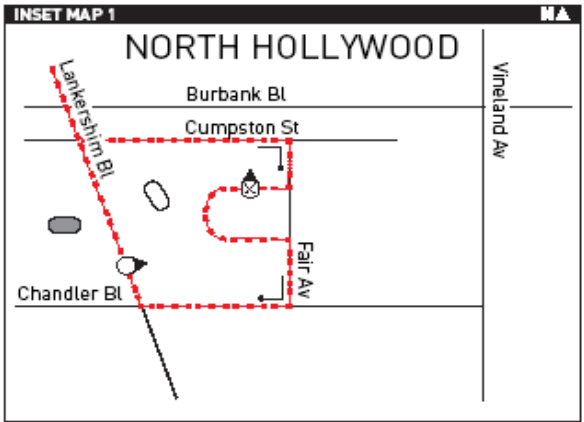 INSET MAP 1
N
NORTH HOLLYWOOD
Lankershim Bl
Burbank Bl
Vineland Av
Cumpston St
Fair Av
Chandler Bl